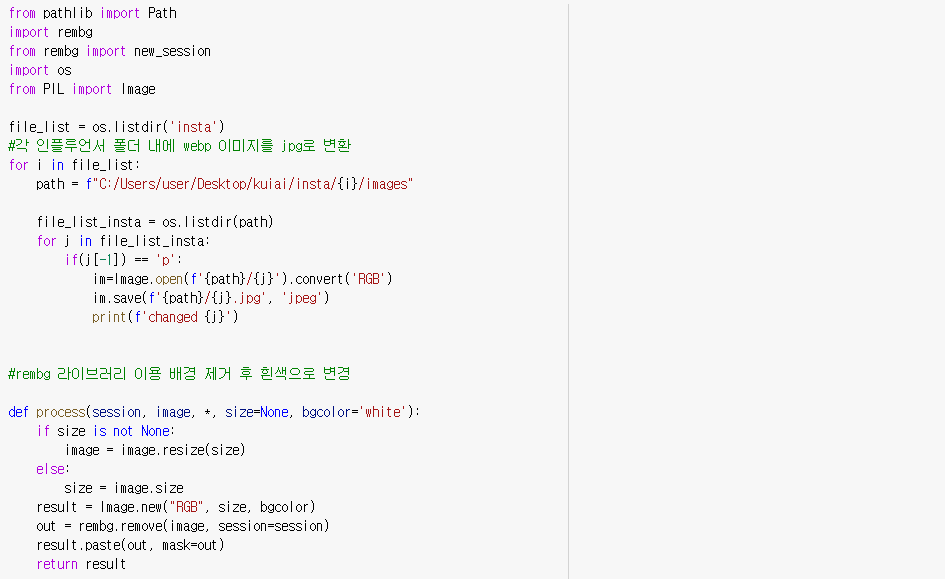 from pathlib import Path
import rembg
from rembg import new_session
import os
from PIL import Image
file_list = os.listdir('insta')
#각 인플루언서 폴더 내에 webp 이미지를 jpg로 변환
for i in file_list:
    path = f"C:/Users/user/Desktop/kuiai/insta/{i}/images"
    file_list_insta = os.listdir(path)
    for j in file_list_insta:
        if(j[-1]) == 'p':
            im=Image.open(f'{path}/{j}').convert('RGB')
            im.save(f'{path}/{j}.jpg', 'jpeg')
            print(f'changed {j}')
#rembg 라이브러리 이용 배경 제거 후 흰색으로 변경
def process(session, image, *, size=None, bgcolor='white'):
    if size is not None:
        image = image.resize(size)
    else:
        size = image.size
    result = Image.new("RGB", size, bgcolor)
    out = rembg.remove(image, session=session)
    result.paste(out, mask=out)
    return result